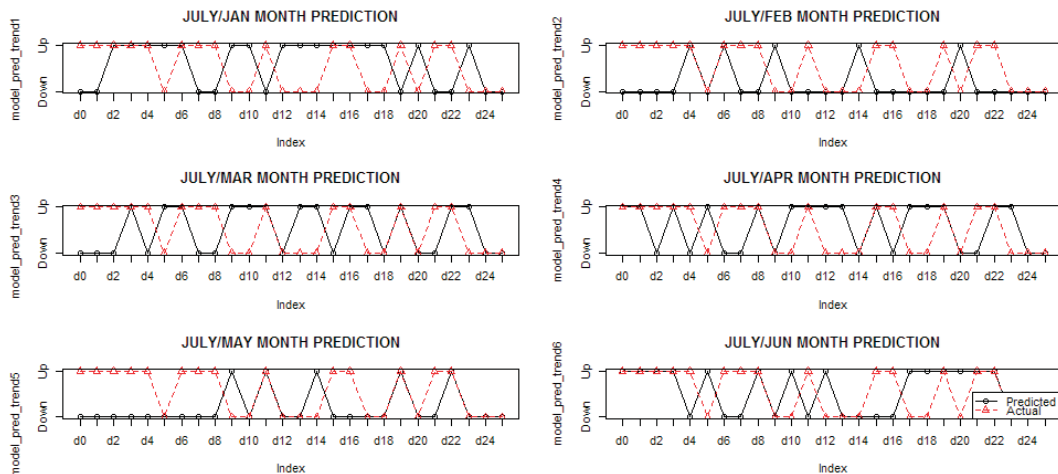 JULY/JAN MONTH PREDICTION
model_pred_trend1
Up
Down
d0 d2 d4 d6 d8 d10 d12 d14 d16 d18 d20 d22 d24
Index
JULY/FEB MONTH PREDICTION
model_pred_trend2
Up
Down
d0 d2 d4 d6 d8 d10 d12 d14 d16 d18 d20 d22 d24
Index
JULY/MAR MONTH PREDICTION
model_pred_trend3
Up
Down
d0 d2 d4 d6 d8 d10 d12 d14 d16 d18 d20 d22 d24
Index
JULY/APR MONTH PREDICTION
model_pred_trend4
Up
Down
d0 d2 d4 d6 d8 d10 d12 d14 d16 d18 d20 d22 d24
Index
JULY/MAY MONTH PREDICTION
model_pred_trend5
Up
Down
d0 d2 d4 d6 d8 d10 d12 d14 d16 d18 d20 d22 d24
Index
JULY/JUN MONTH PREDICTION
model_pred_trend6
Up
Down
d0 d2 d4 d6 d8 d10 d12 d14 d16 d18 d20 d22 d24
Index
Predicted
Actual